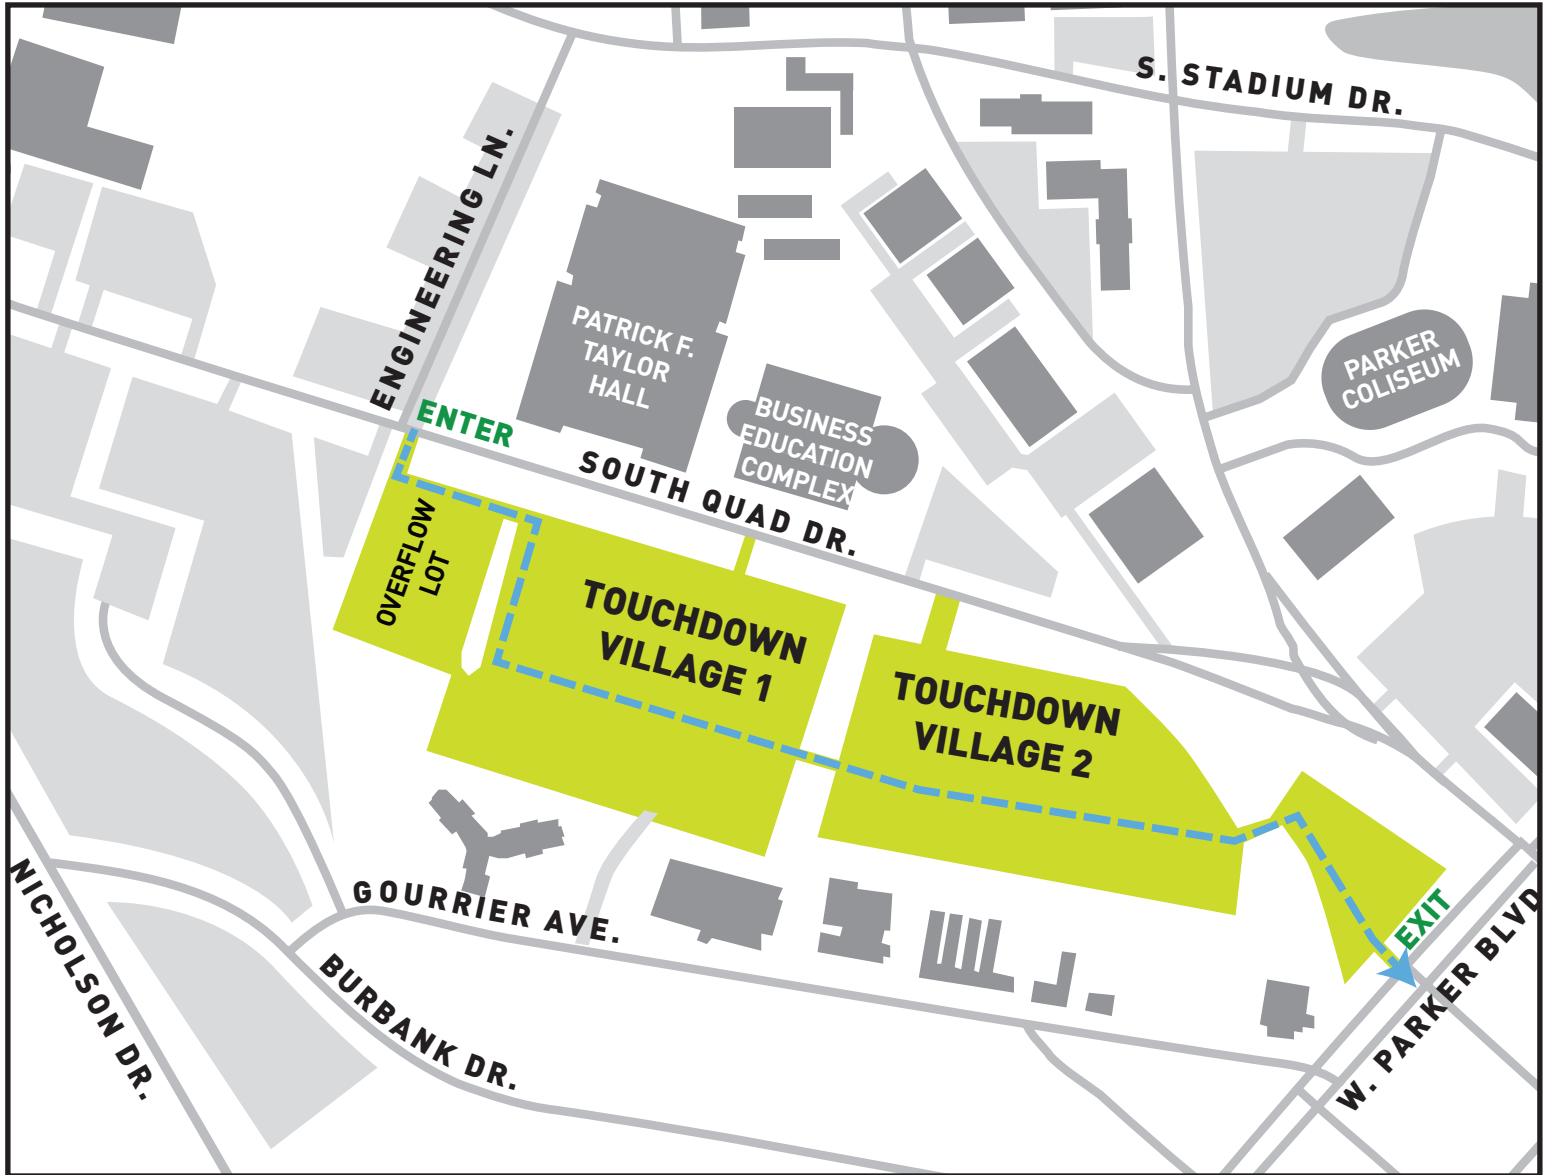 S. STADIUM DR.
ENGINEERING LN.
PATRICK F.
TAYLOR
HALL
PARKER
COLISEUM
ENTER
BUSINESS
EDUCATION
COMPLEX
SOUTH QUAD DR.
OVERFLOW
LOT
TOUCHDOWN
VILLAGE 1
TOUCHDOWN
VILLAGE 2
NICHOLSON DR.
GOURRIER AVE.
EXIT
BURBANK DR.
W. PARKER BLVD